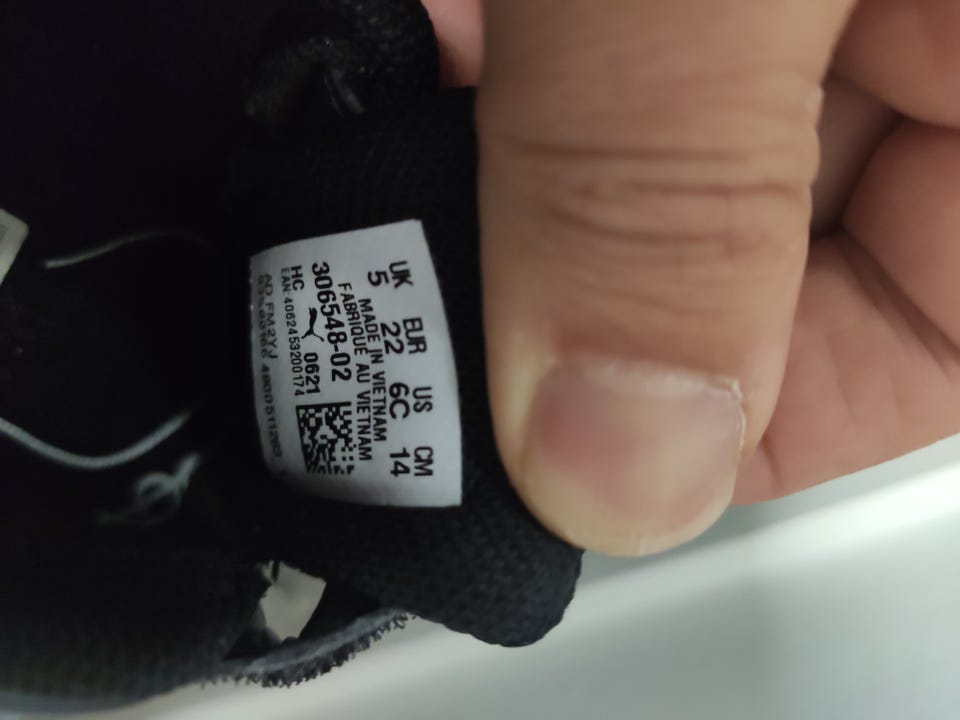 UK EUR US CM
5 22 6C 14
MADE IN VIETNAM
FABRIQUÉ AU VIETNAM
306548-02
HC 0621
EAN:4062453200174